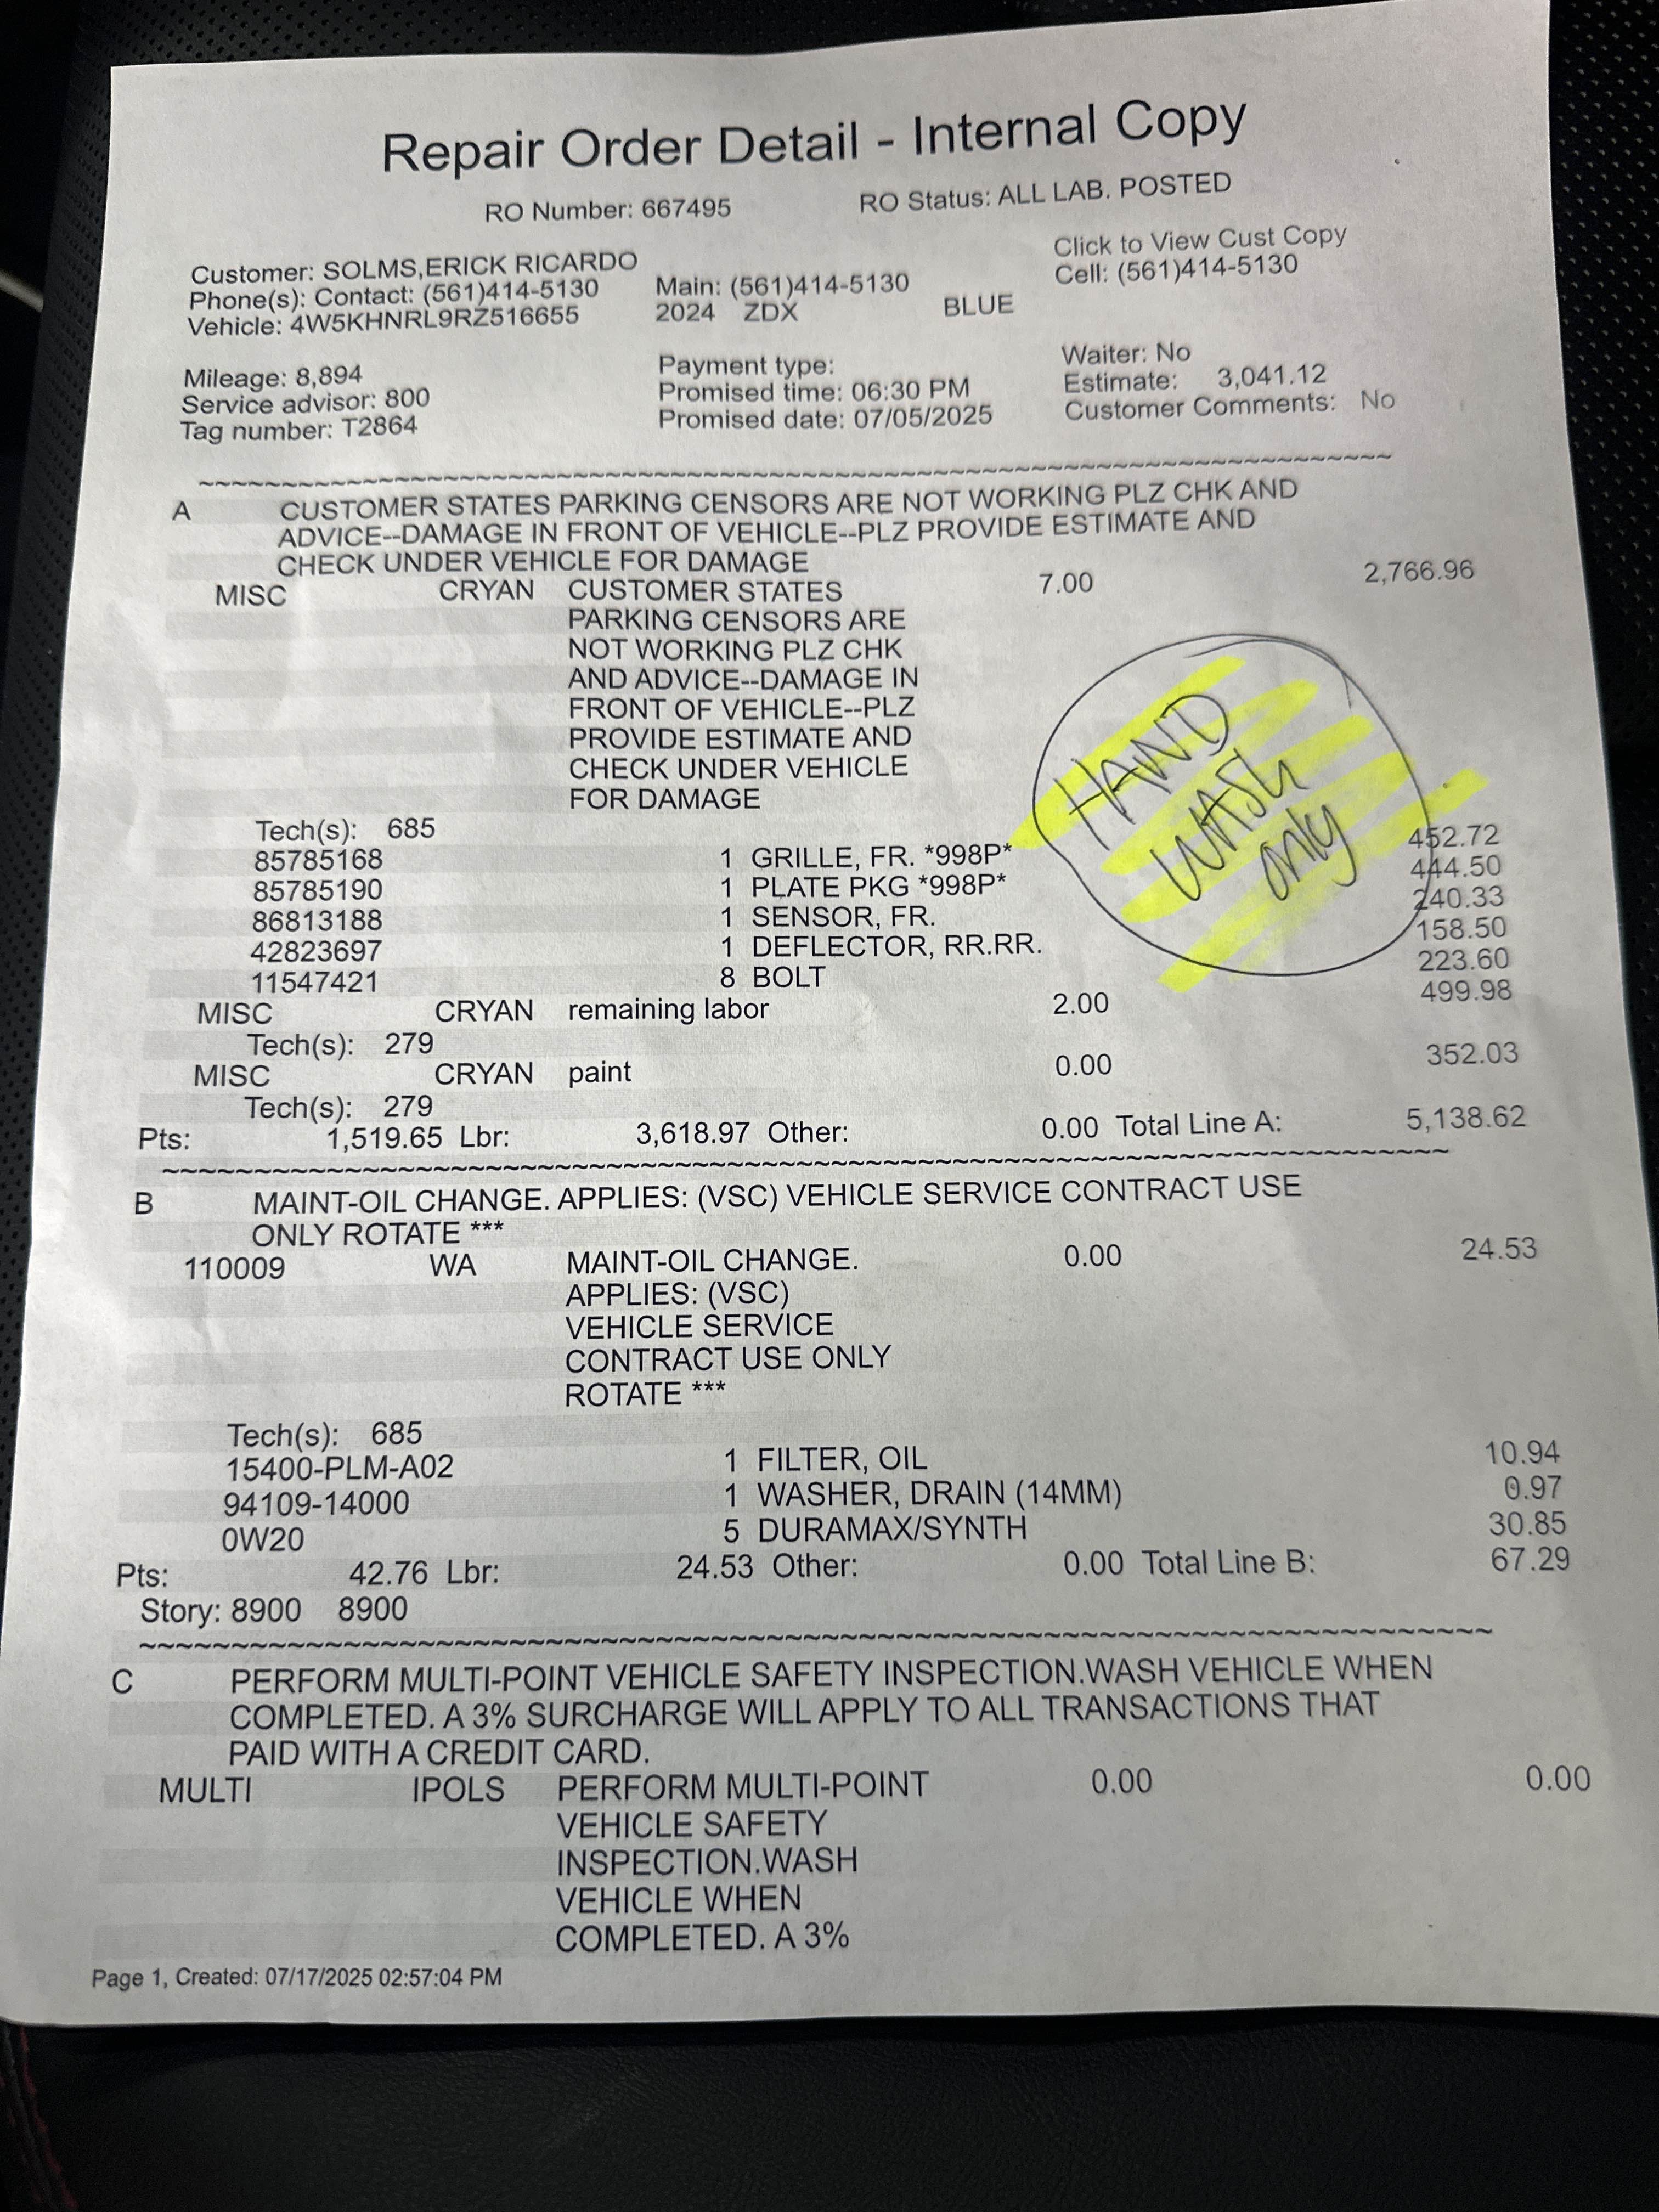 Repair Order Detail - Internal Copy
RO Number: 667495 RO Status: ALL LAB. POSTED
Click to View Cust Copy
Customer: SOLMS,ERICK RICARDO
Phone(s): Contact: (561)414-5130 Main: (561)414-5130 Cell: (561)414-5130
Vehicle: 4W5KHNRL9RZ516655 2024 ZDX BLUE
Waiter: No
Mileage: 8,894 Payment type: Estimate: 3,041.12
Service advisor: 800 Promised time: 06:30 PM Customer Comments: No
Tag number: T2864 Promised date: 07/05/2025
~~~~~~~~~~~~~~~~~~~~~~~~~~~~~~~~~~~~~~~~~~~~~~~~~~~~~~~~~~~~~~~~~~~~~~~~
A CUSTOMER STATES PARKING CENSORS ARE NOT WORKING PLZ CHK AND
ADVICE--DAMAGE IN FRONT OF VEHICLE--PLZ PROVIDE ESTIMATE AND
CHECK UNDER VEHICLE FOR DAMAGE
MISC CRYAN CUSTOMER STATES 7.00 2,766.96
PARKING CENSORS ARE
NOT WORKING PLZ CHK
AND ADVICE--DAMAGE IN
FRONT OF VEHICLE--PLZ
PROVIDE ESTIMATE AND
CHECK UNDER VEHICLE
FOR DAMAGE
HAND
WASH
only
Tech(s): 685
85785168 1 GRILLE, FR. *998P* 452.72
85785190 1 PLATE PKG *998P* 444.50
86813188 1 SENSOR, FR. 240.33
42823697 1 DEFLECTOR, RR.RR. 158.50
11547421 8 BOLT 223.60
MISC CRYAN remaining labor 2.00 499.98
Tech(s): 279
MISC CRYAN paint 0.00 352.03
Tech(s): 279
Pts: 1,519.65 Lbr: 3,618.97 Other: 0.00 Total Line A: 5,138.62
~~~~~~~~~~~~~~~~~~~~~~~~~~~~~~~~~~~~~~~~~~~~~~~~~~~~~~~~~~~~~~~~~~~~~~~~
B MAINT-OIL CHANGE. APPLIES: (VSC) VEHICLE SERVICE CONTRACT USE
ONLY ROTATE ***
110009 WA MAINT-OIL CHANGE. 0.00 24.53
APPLIES: (VSC)
VEHICLE SERVICE
CONTRACT USE ONLY
ROTATE ***
Tech(s): 685
15400-PLM-A02 1 FILTER, OIL 10.94
94109-14000 1 WASHER, DRAIN (14MM) 0.97
0W20 5 DURAMAX/SYNTH 30.85
Pts: 42.76 Lbr: 24.53 Other: 0.00 Total Line B: 67.29
Story: 8900 8900
~~~~~~~~~~~~~~~~~~~~~~~~~~~~~~~~~~~~~~~~~~~~~~~~~~~~~~~~~~~~~~~~~~~~~~~~
C PERFORM MULTI-POINT VEHICLE SAFETY INSPECTION.WASH VEHICLE WHEN
COMPLETED. A 3% SURCHARGE WILL APPLY TO ALL TRANSACTIONS THAT
PAID WITH A CREDIT CARD.
MULTI IPOLS PERFORM MULTI-POINT 0.00 0.00
VEHICLE SAFETY
INSPECTION.WASH
VEHICLE WHEN
COMPLETED. A 3%
Page 1, Created: 07/17/2025 02:57:04 PM